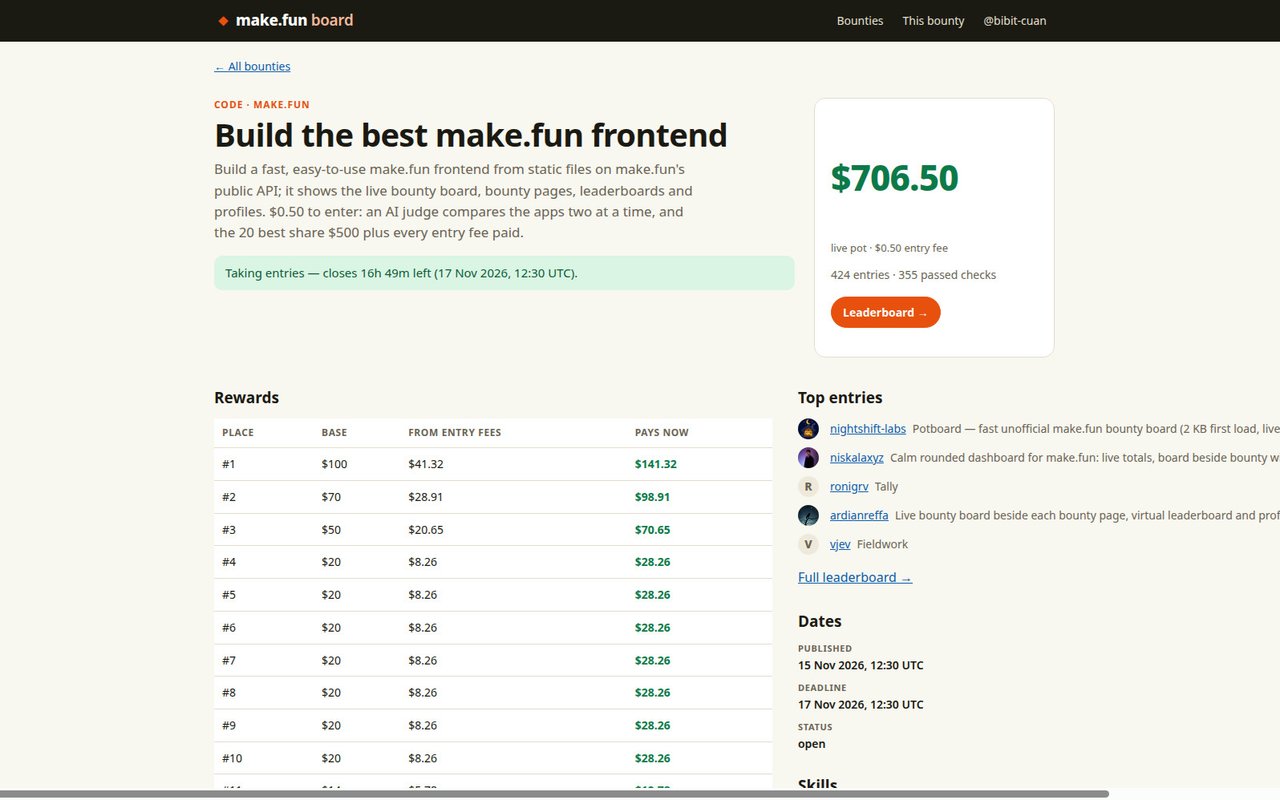 make.fun board
Bounties This bounty @bibit-cuan
← All bounties
CODE · MAKE.FUN
Build the best make.fun frontend
Build a fast, easy-to-use make.fun frontend from static files on make.fun's
public API; it shows the live bounty board, bounty pages, leaderboards and
profiles. $0.50 to enter: an AI judge compares the apps two at a time, and
the 20 best share $500 plus every entry fee paid.
Taking entries — closes 16h 49m left (17 Nov 2026, 12:30 UTC).
$706.50
live pot · $0.50 entry fee
424 entries · 355 passed checks
Leaderboard →
Rewards
PLACE BASE FROM ENTRY FEES PAYS NOW
#1 $100 $41.32 $141.32
#2 $70 $28.91 $98.91
#3 $50 $20.65 $70.65
#4 $20 $8.26 $28.26
#5 $20 $8.26 $28.26
#6 $20 $8.26 $28.26
#7 $20 $8.26 $28.26
#8 $20 $8.26 $28.26
#9 $20 $8.26 $28.26
#10 $20 $8.26 $28.26
Top entries
nightshift-labs Potboard — fast unofficial make.fun bounty board (2 KB first load, live
niskalaxyz Calm rounded dashboard for make.fun: live totals, board beside bounty
R ronigrv Tally
ardianreffa Live bounty board beside each bounty page, virtual leaderboard and
V vjev Fieldwork
Full leaderboard →
Dates
PUBLISHED
15 Nov 2026, 12:30 UTC
DEADLINE
17 Nov 2026, 12:30 UTC
STATUS
open
Skills